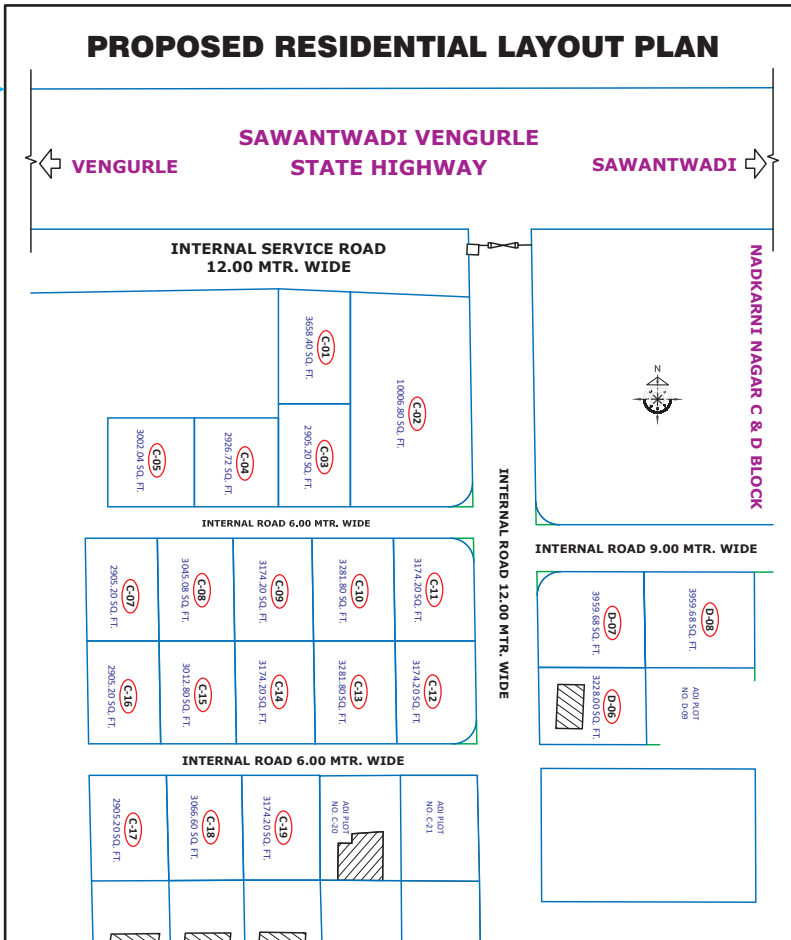 PROPOSED RESIDENTIAL LAYOUT PLAN
SAWANTWADI VENGURLE
STATE HIGHWAY
VENGURLE
SAWANTWADI
INTERNAL SERVICE ROAD
12.00 MTR. WIDE
NADKARNI NAGAR C & D BLOCK
N
C-01
3658.40 SQ. FT.
C-02
10006.80 SQ. FT.
C-03
2905.20 SQ. FT.
C-04
2926.72 SQ. FT.
C-05
3002.04 SQ. FT.
INTERNAL ROAD 6.00 MTR. WIDE
INTERNAL ROAD 12.00 MTR. WIDE
INTERNAL ROAD 9.00 MTR. WIDE
C-07
2905.20 SQ. FT.
C-08
3045.08 SQ. FT.
C-09
3174.20 SQ. FT.
C-10
3281.80 SQ. FT.
C-11
3174.20 SQ. FT.
D-07
3959.68 SQ. FT.
D-08
3959.68 SQ. FT.
C-16
2905.20 SQ. FT.
C-15
3012.80 SQ. FT.
C-14
3174.20 SQ. FT.
C-13
3281.80 SQ. FT.
C-12
3174.20 SQ. FT.
D-06
3228.00 SQ. FT.
ADJ PLOT
NO. D-09
INTERNAL ROAD 6.00 MTR. WIDE
C-17
2905.20 SQ. FT.
C-18
3066.60 SQ. FT.
C-19
3174.20 SQ. FT.
ADJ PLOT
NO. C-20
ADJ PLOT
NO. C-21